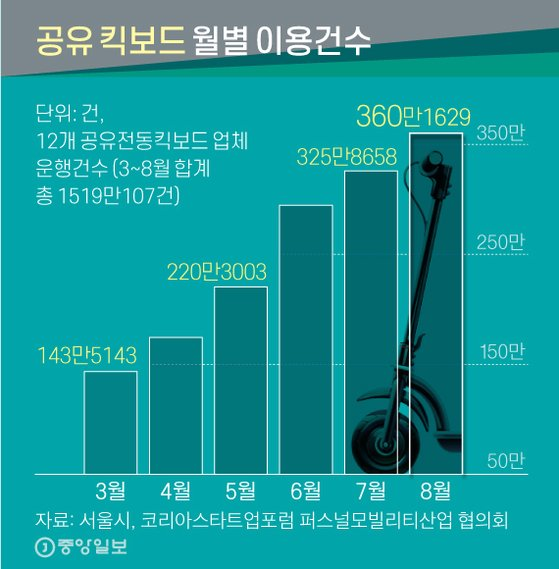 공유 킥보드 월별 이용건수
단위: 건,
12개 공유전동킥보드 업체
운행건수 (3~8월 합계
총 1519만107건)
360만1629
350만
325만8658
250만
220만3003
150만
143만5143
50만
3월 4월 5월 6월 7월 8월
자료: 서울시, 코리아스타트업포럼 퍼스널모빌리티산업 협의회
중앙일보